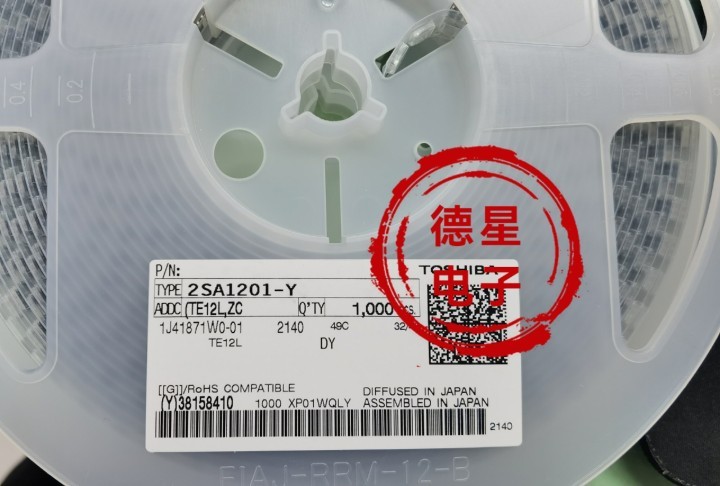 0.4
0.2
德星
电子
P/N:
TOSHIBA
TYPE 2SA1201-Y
ADDC (TE12L,ZC Q'TY 1,000
1J41871W0-01 2140 49C 32/
TE12L DY
[[G]]/RoHS COMPATIBLE DIFFUSED IN JAPAN
(Y)38158410 1000 XP01WQLY ASSEMBLED IN JAPAN
2140
EIAJ-RRM-12-B